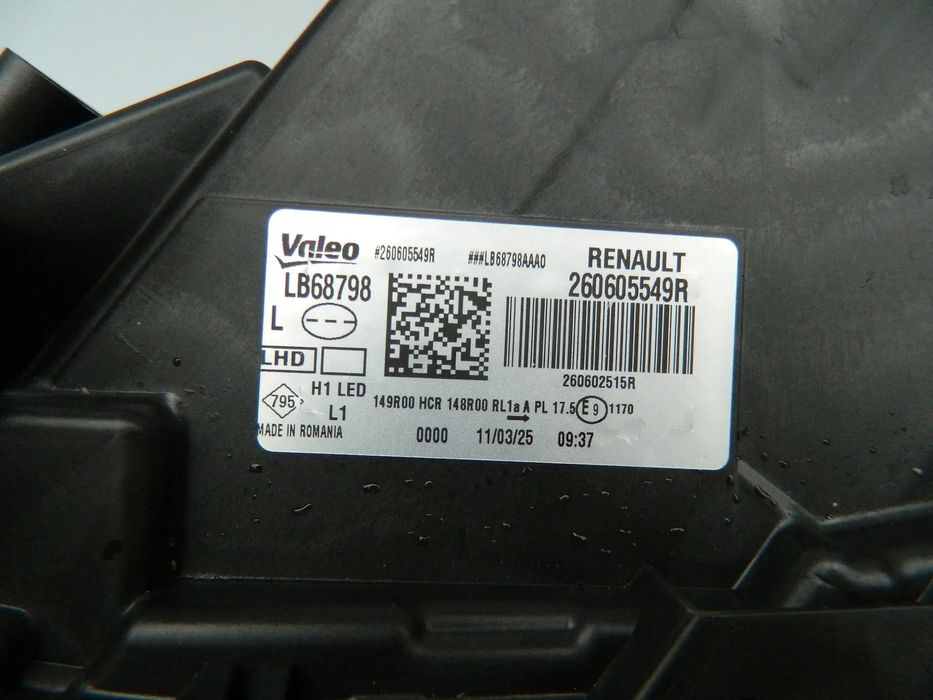 Valeo #260605549R ###LB68798AAA0 RENAULT
LB68798 260605549R
L
LHD
260602515R
H1 LED
795 L1 149R00 HCR 148R00 RL1a A PL 17.5 E9 1170
MADE IN ROMANIA 0000 11/03/25 09:37